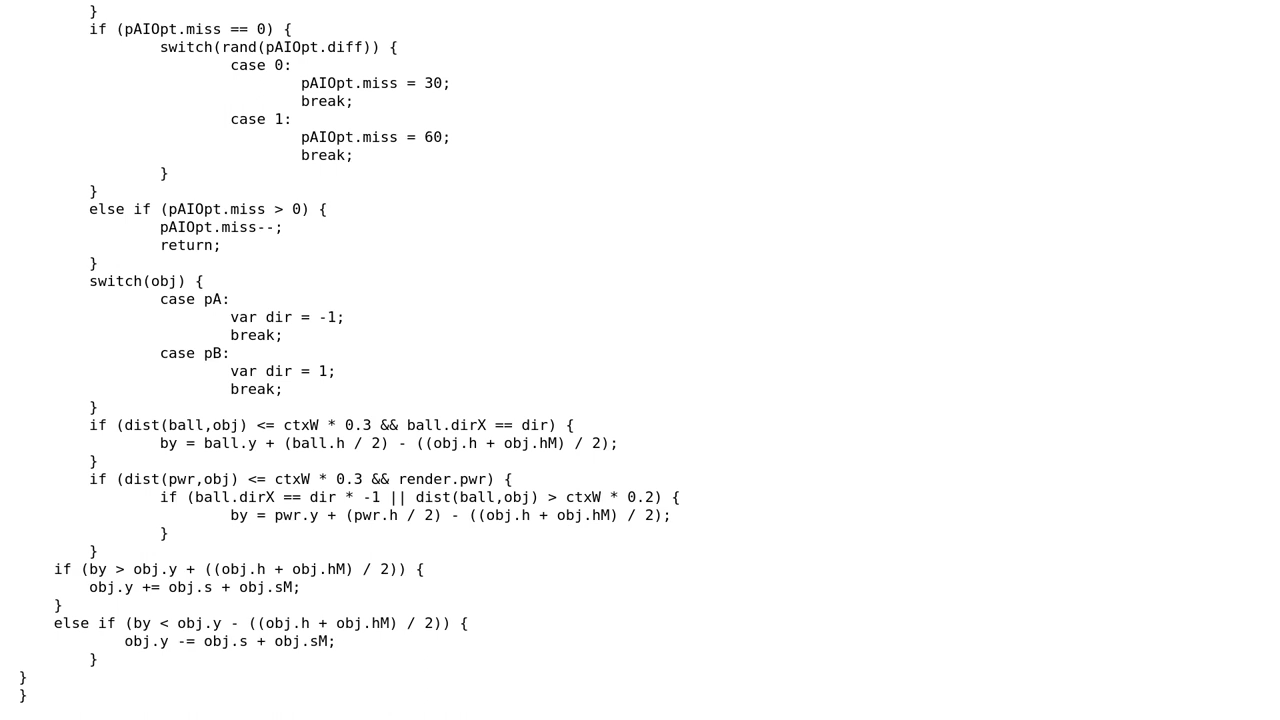 }
if (pAIOpt.miss == 0) {
switch(rand(pAIOpt.diff)) {
case 0:
pAIOpt.miss = 30;
break;
case 1:
pAIOpt.miss = 60;
break;
}
}
else if (pAIOpt.miss > 0) {
pAIOpt.miss--;
return;
}
switch(obj) {
case pA:
var dir = -1;
break;
case pB:
var dir = 1;
break;
}
if (dist(ball,obj) <= ctxW * 0.3 && ball.dirX == dir) {
by = ball.y + (ball.h / 2) - ((obj.h + obj.hM) / 2);
}
if (dist(pwr,obj) <= ctxW * 0.3 && render.pwr) {
if (ball.dirX == dir * -1 || dist(ball,obj) > ctxW * 0.2) {
by = pwr.y + (pwr.h / 2) - ((obj.h + obj.hM) / 2);
}
}
if (by > obj.y + ((obj.h + obj.hM) / 2)) {
obj.y += obj.s + obj.sM;
}
else if (by < obj.y - ((obj.h + obj.hM) / 2)) {
obj.y -= obj.s + obj.sM;
}
}
}